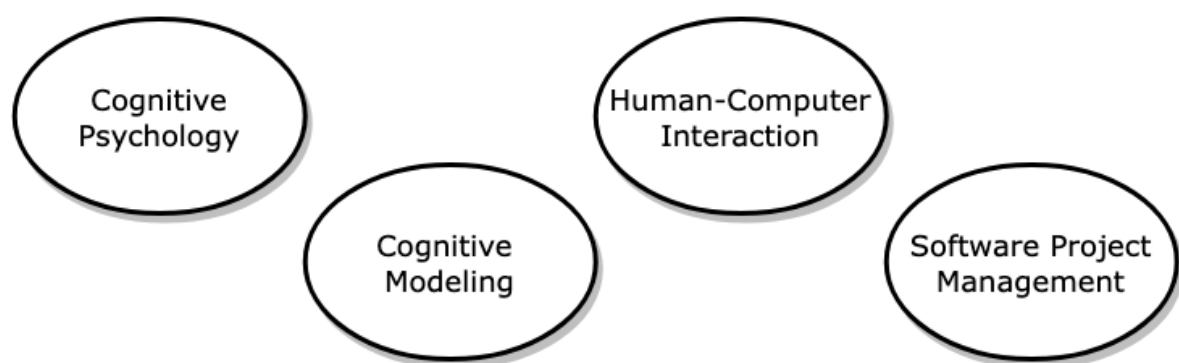 Cognitive
Psychology
Human-Computer
Interaction
Cognitive
Modeling
Software Project
Management